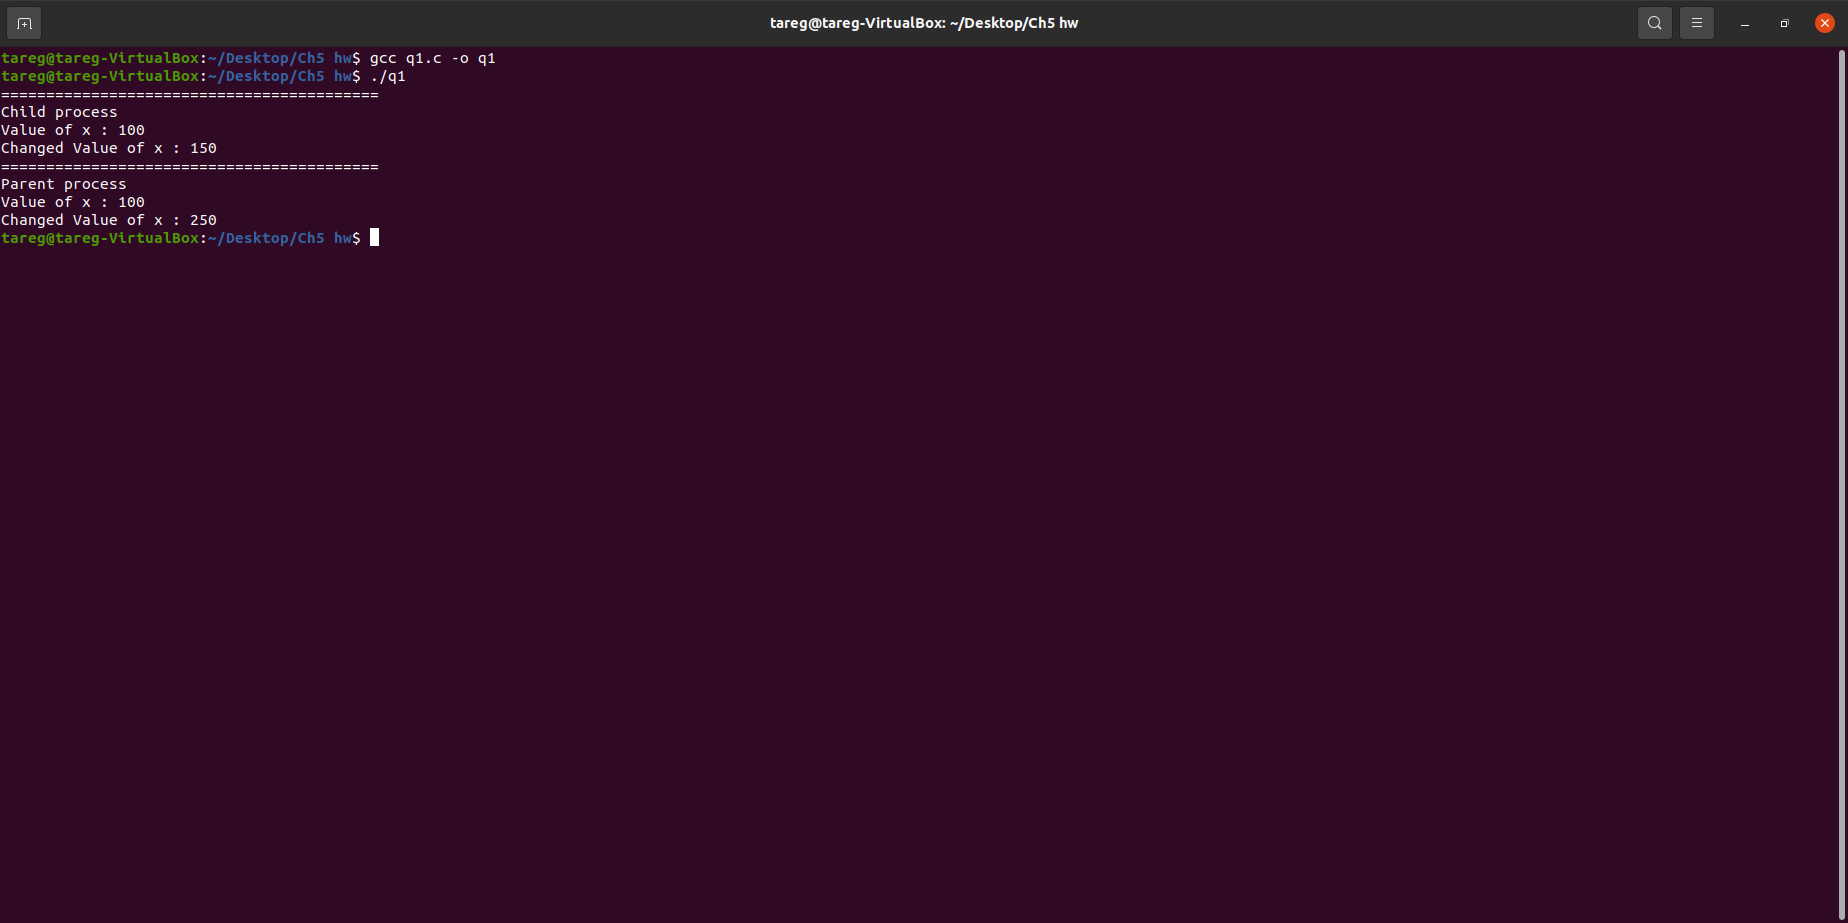 tareg@tareg-VirtualBox: ~/Desktop/Ch5 hw
tareg@tareg-VirtualBox:~/Desktop/Ch5 hw$ gcc q1.c -o q1
tareg@tareg-VirtualBox:~/Desktop/Ch5 hw$ ./q1
==========================================
Child process
Value of x : 100
Changed Value of x : 150
==========================================
Parent process
Value of x : 100
Changed Value of x : 250
tareg@tareg-VirtualBox:~/Desktop/Ch5 hw$